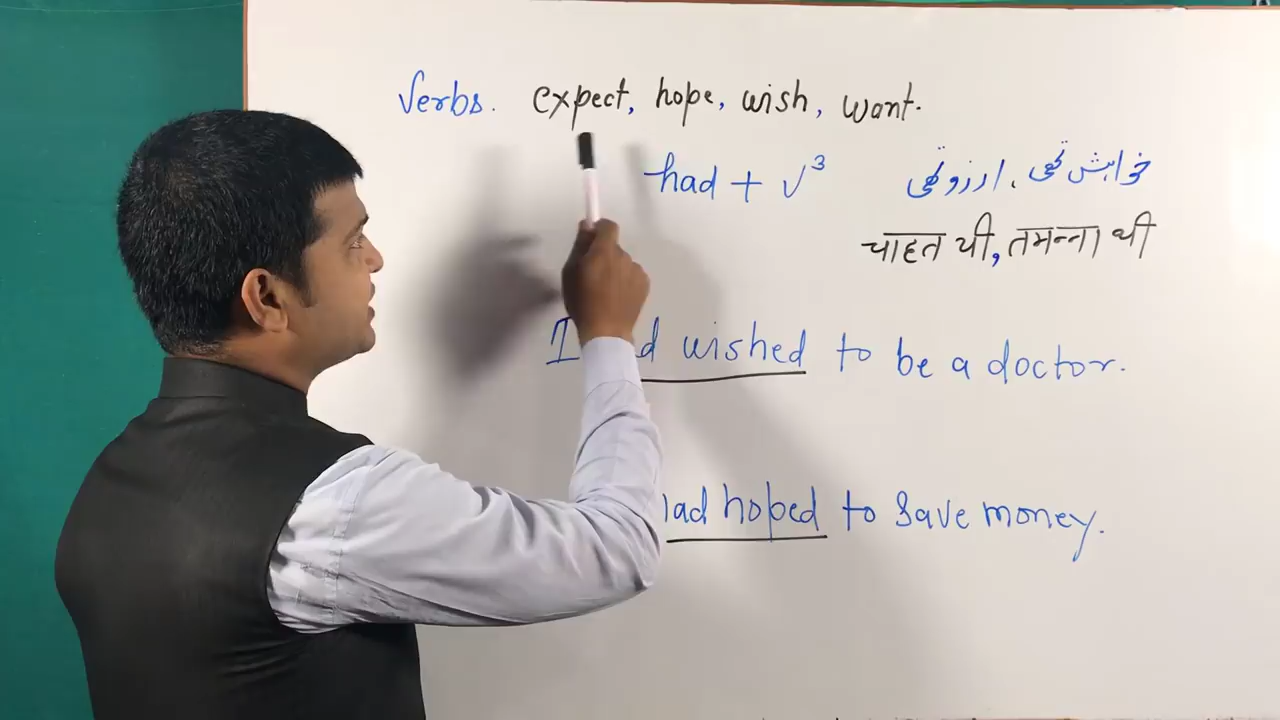 Verbs. expect, hope, wish, want.
had + V³
خواہش تھی، ارزو تھی
चाहत थी, तमन्ना थी
I wished to be a doctor.
hoped to save money.